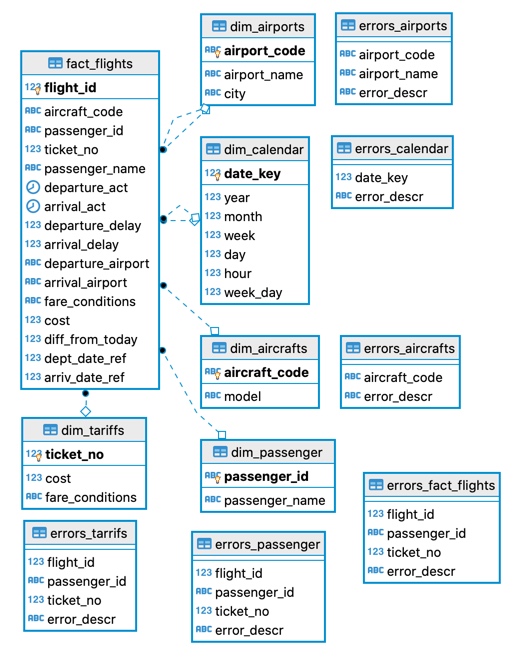 fact_flights
123 flight_id
ABC aircraft_code
ABC passenger_id
123 ticket_no
ABC passenger_name
departure_act
arrival_act
123 departure_delay
123 arrival_delay
ABC departure_airport
ABC arrival_airport
ABC fare_conditions
123 cost
123 diff_from_today
123 dept_date_ref
123 arriv_date_ref
dim_airports
ABC airport_code
ABC airport_name
ABC city
errors_airports
ABC airport_code
ABC airport_name
ABC error_descr
dim_calendar
123 date_key
123 year
123 month
123 week
123 day
123 hour
123 week_day
errors_calendar
123 date_key
ABC error_descr
dim_aircrafts
ABC aircraft_code
ABC model
errors_aircrafts
ABC aircraft_code
ABC error_descr
dim_tariffs
123 ticket_no
123 cost
ABC fare_conditions
dim_passenger
ABC passenger_id
ABC passenger_name
errors_fact_flights
123 flight_id
ABC passenger_id
123 ticket_no
ABC error_descr
errors_tarrifs
123 flight_id
ABC passenger_id
123 ticket_no
ABC error_descr
errors_passenger
123 flight_id
ABC passenger_id
123 ticket_no
ABC error_descr